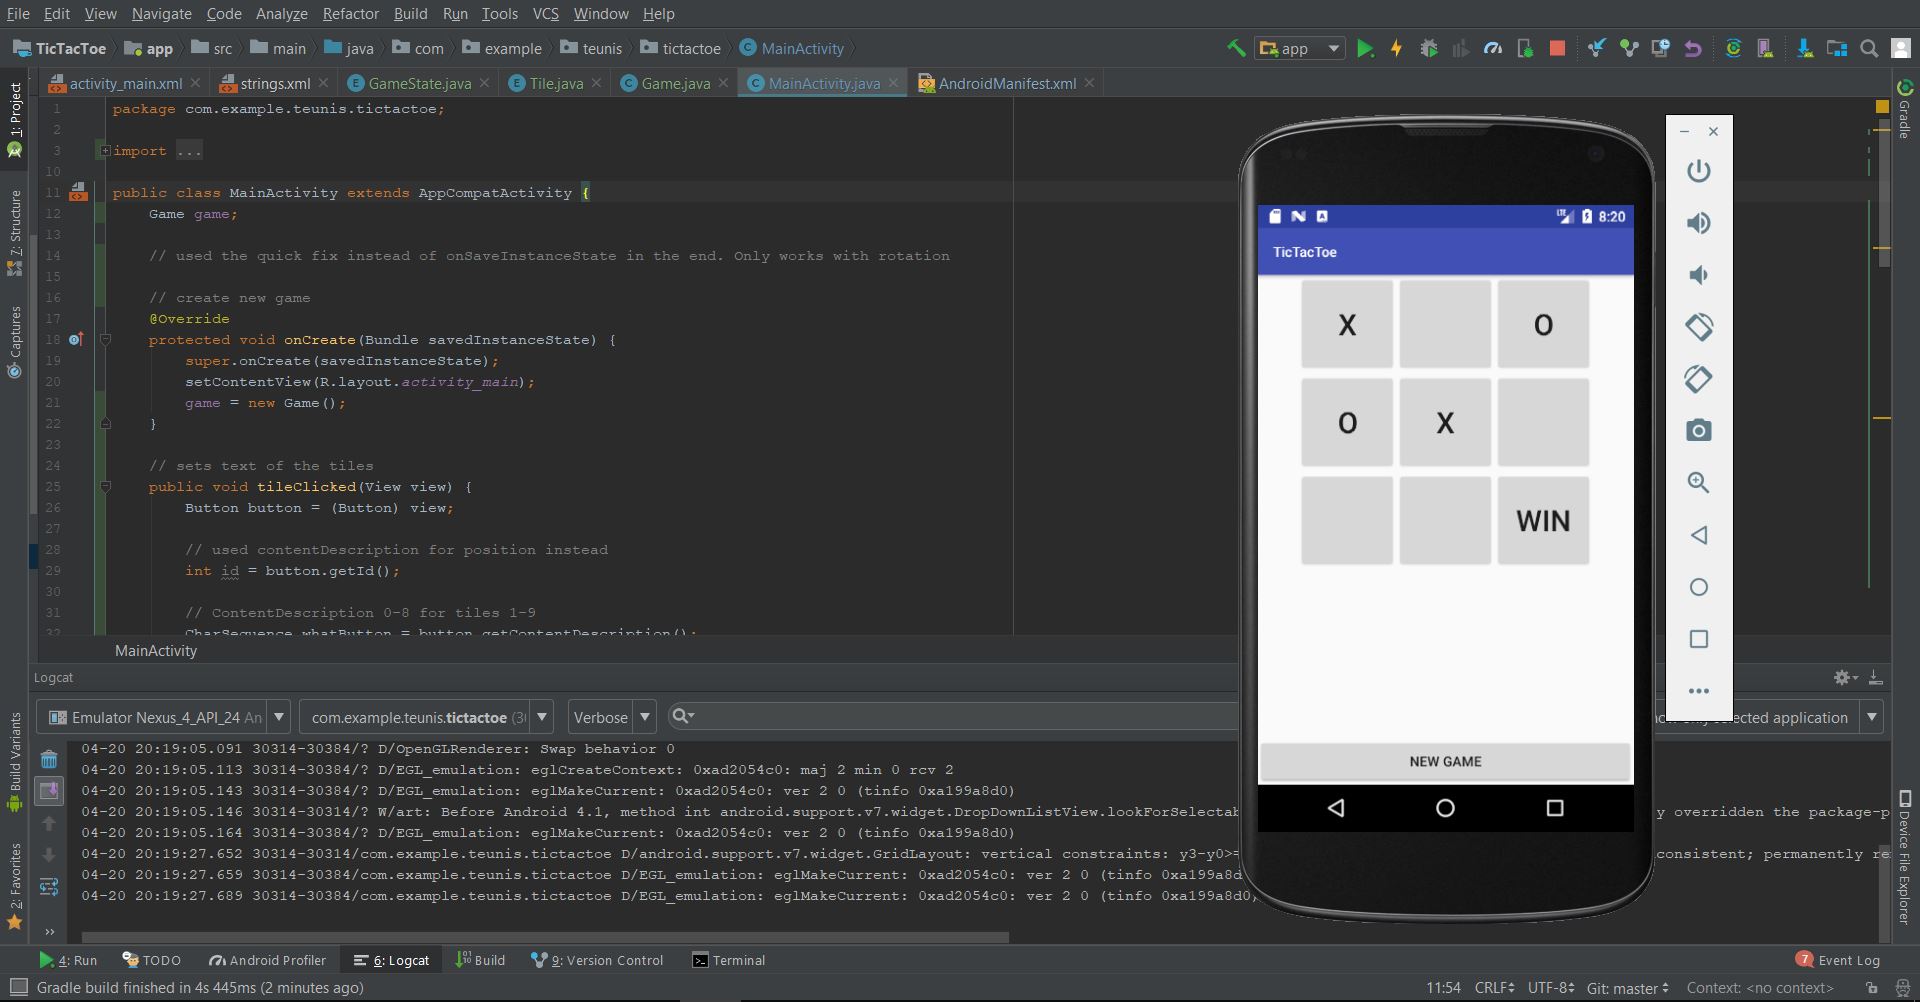 File Edit View Navigate Code Analyze Refactor Build Run Tools VCS Window Help
TicTacToe app src main java com example teunis tictactoe MainActivity
app
activity_main.xml strings.xml GameState.java Tile.java Game.java MainActivity.java AndroidManifest.xml
1: Project
7: Structure
Captures
Build Variants
2: Favorites
1 package com.example.teunis.tictactoe;
2
3 import ...
10
11 public class MainActivity extends AppCompatActivity {
12 Game game;
13
14 // used the quick fix instead of onSaveInstanceState in the end. Only works with rotation
15
16 // create new game
17 @Override
18 protected void onCreate(Bundle savedInstanceState) {
19 super.onCreate(savedInstanceState);
20 setContentView(R.layout.activity_main);
21 game = new Game();
22 }
23
24 // sets text of the tiles
25 public void tileClicked(View view) {
26 Button button = (Button) view;
27
28 // used contentDescription for position instead
29 int id = button.getId();
30
31 // ContentDescription 0-8 for tiles 1-9
32 CharSequence whatButton = button.getContentDescription();
MainActivity
LTE 8:20
TicTacToe
X O
O X
WIN
NEW GAME
Gradle
Device File Explorer
Logcat
Emulator Nexus_4_API_24 An com.example.teunis.tictactoe (3 Verbose only selected application
04-20 20:19:05.091 30314-30384/? D/OpenGLRenderer: Swap behavior 0
04-20 20:19:05.113 30314-30384/? D/EGL_emulation: eglCreateContext: 0xad2054c0: maj 2 min 0 rcv 2
04-20 20:19:05.143 30314-30384/? D/EGL_emulation: eglMakeCurrent: 0xad2054c0: ver 2 0 (tinfo 0xa199a8d0)
04-20 20:19:05.146 30314-30314/? W/art: Before Android 4.1, method int android.support.v7.widget.DropDownListView.lookForSelectab y overridden the package-p
04-20 20:19:05.164 30314-30384/? D/EGL_emulation: eglMakeCurrent: 0xad2054c0: ver 2 0 (tinfo 0xa199a8d0)
04-20 20:19:27.652 30314-30314/com.example.teunis.tictactoe D/android.support.v7.widget.GridLayout: vertical constraints: y3-y0>= consistent; permanently re
04-20 20:19:27.659 30314-30384/com.example.teunis.tictactoe D/EGL_emulation: eglMakeCurrent: 0xad2054c0: ver 2 0 (tinfo 0xa199a8d
04-20 20:19:27.689 30314-30384/com.example.teunis.tictactoe D/EGL_emulation: eglMakeCurrent: 0xad2054c0: ver 2 0 (tinfo 0xa199a8d0)
4: Run TODO Android Profiler 6: Logcat Build 9: Version Control Terminal 7 Event Log
Gradle build finished in 4s 445ms (2 minutes ago) 11:54 CRLF UTF-8 Git: master Context: <no context>